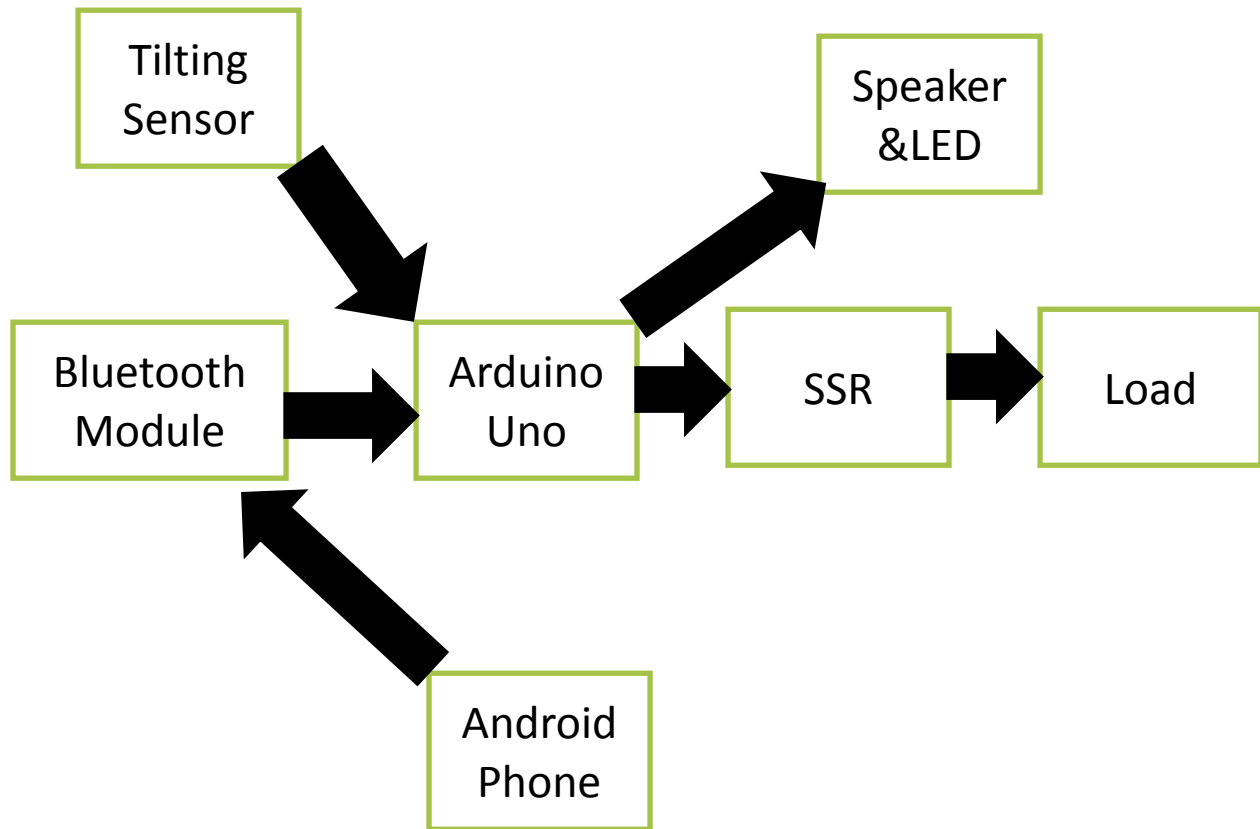 Tilting
Sensor
Speaker
&LED
Bluetooth
Module
Arduino
Uno
SSR
Load
Android
Phone